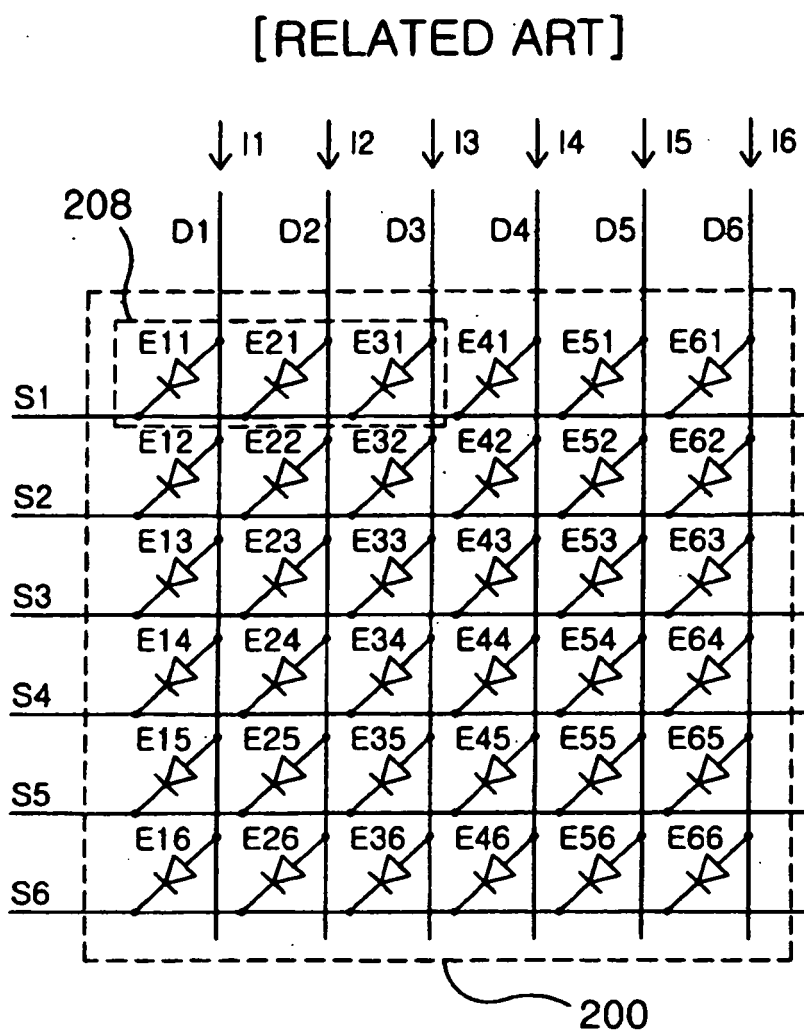 [RELATED ART]
I1 I2 I3 I4 I5 I6
208
D1 D2 D3 D4 D5 D6
E11 E21 E31 E41 E51 E61
S1
E12 E22 E32 E42 E52 E62
S2
E13 E23 E33 E43 E53 E63
S3
E14 E24 E34 E44 E54 E64
S4
E15 E25 E35 E45 E55 E65
S5
E16 E26 E36 E46 E56 E66
S6
200